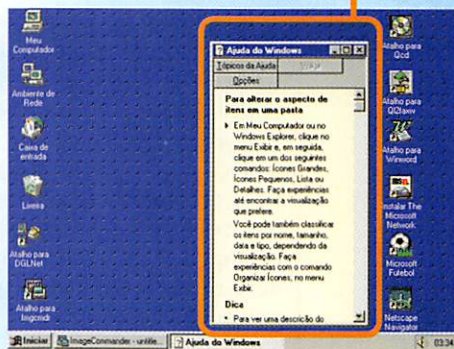 Meu
Computador
Ambiente de
Rede
Caixa de
entrada
Lixeira
Atalho para
DGLNet
Atalho para
Imgcmdr
Ajuda do Windows
Tópicos da Ajuda
Voltar
Opções
Para alterar o aspecto de
itens em uma pasta
Em Meu Computador ou no
Windows Explorer, clique no
menu Exibir e, em seguida,
clique em um dos seguintes
comandos: Ícones Grandes,
Ícones Pequenos, Lista ou
Detalhes. Faça experiências
até encontrar a visualização
que prefere.
Você pode também classificar
os itens por nome, tamanho,
data e tipo, dependendo da
visualização. Faça
experiências com o comando
Organizar Ícones, no menu
Exibir.
Dica
• Para ver uma descrição do
Atalho para
Qcd
Atalho para
Atalho para
Winword
Instalar The
Microsoft
Network
Microsoft
Futebol
Netscape
Navigator
Iniciar
ImageCommander - untitle...
Ajuda do Windows
03:34